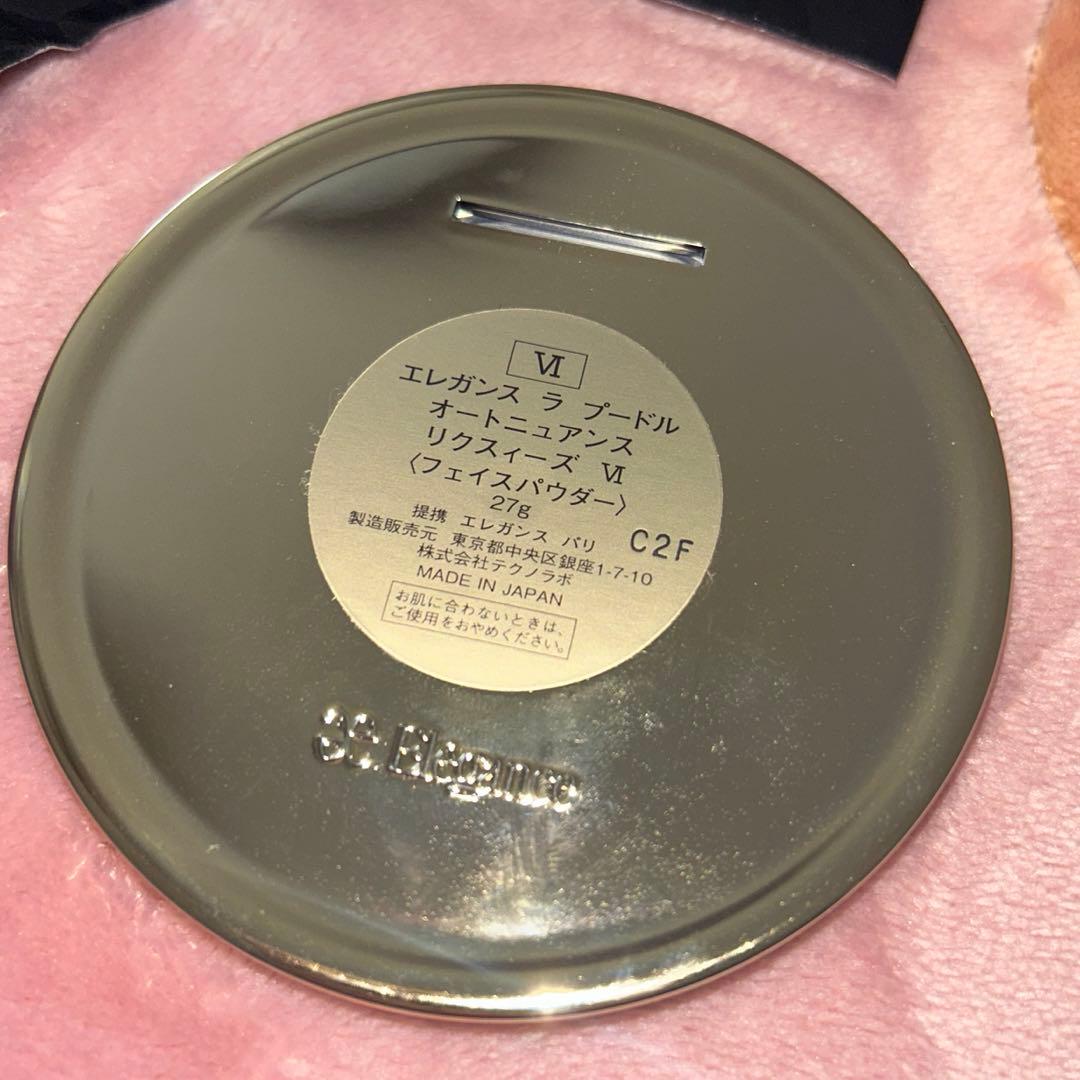 Ⅵ
エレガンス ラ プードル
オートニュアンス
リクスィーズ Ⅵ
〈フェイスパウダー〉
27g
提携 エレガンス パリ
C2F
製造販売元 東京都中央区銀座1-7-10
株式会社テクノラボ
MADE IN JAPAN
お肌に合わないときは、
ご使用をおやめください。
Elégance